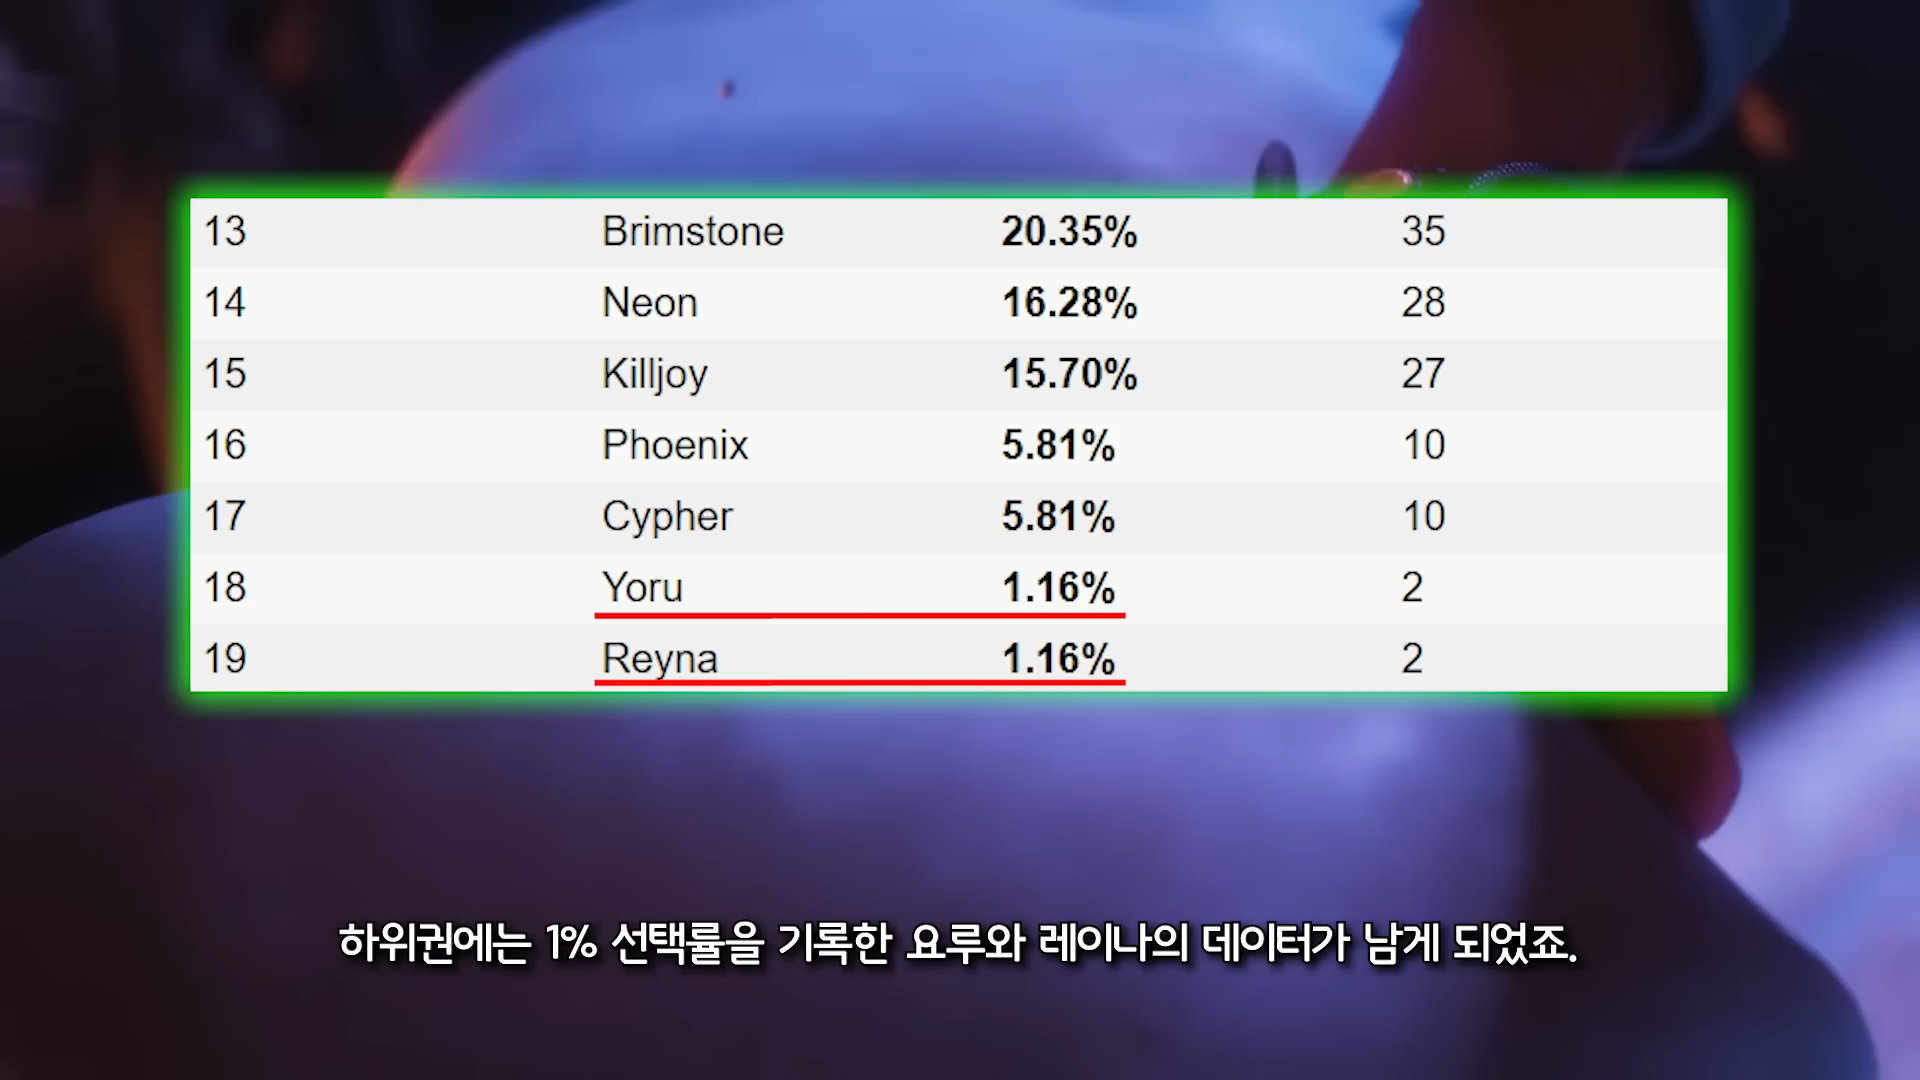 13 Brimstone 20.35% 35
14 Neon 16.28% 28
15 Killjoy 15.70% 27
16 Phoenix 5.81% 10
17 Cypher 5.81% 10
18 Yoru 1.16% 2
19 Reyna 1.16% 2
하위권에는 1% 선택률을 기록한 요루와 레이나의 데이터가 남게 되었죠.